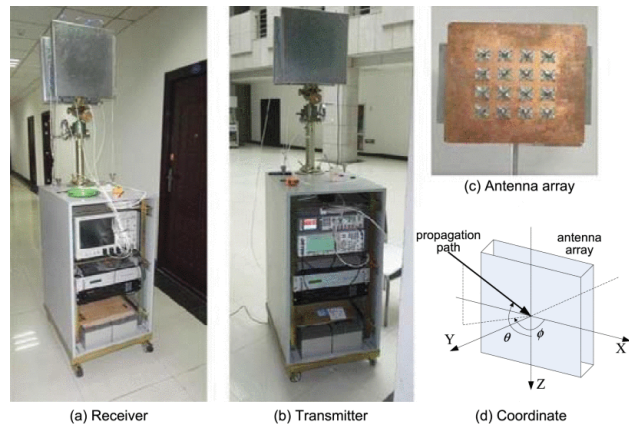 (a) Receiver
(b) Transmitter
(c) Antenna array
propagation
path
antenna
array
Y
θ
ϕ
X
Z
(d) Coordinate